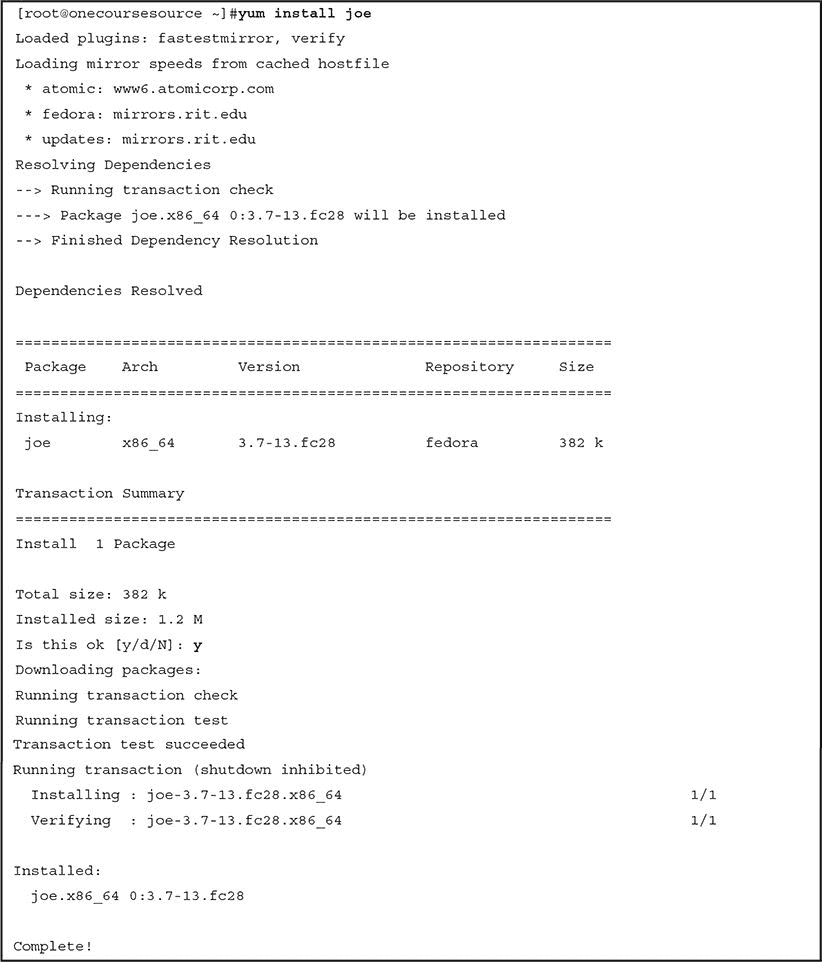 [root@onecoursesource ~]#yum install joe
Loaded plugins: fastestmirror, verify
Loading mirror speeds from cached hostfile
 * atomic: www6.atomicorp.com
 * fedora: mirrors.rit.edu
 * updates: mirrors.rit.edu
Resolving Dependencies
--> Running transaction check
---> Package joe.x86_64 0:3.7-13.fc28 will be installed
--> Finished Dependency Resolution

Dependencies Resolved

===================================================================
 Package    Arch         Version              Repository     Size
===================================================================
Installing:
 joe        x86_64       3.7-13.fc28          fedora         382 k

Transaction Summary
===================================================================
Install  1 Package

Total size: 382 k
Installed size: 1.2 M
Is this ok [y/d/N]: y
Downloading packages:
Running transaction check
Running transaction test
Transaction test succeeded
Running transaction (shutdown inhibited)
  Installing : joe-3.7-13.fc28.x86_64                                       1/1
  Verifying  : joe-3.7-13.fc28.x86_64                                       1/1

Installed:
  joe.x86_64 0:3.7-13.fc28

Complete!